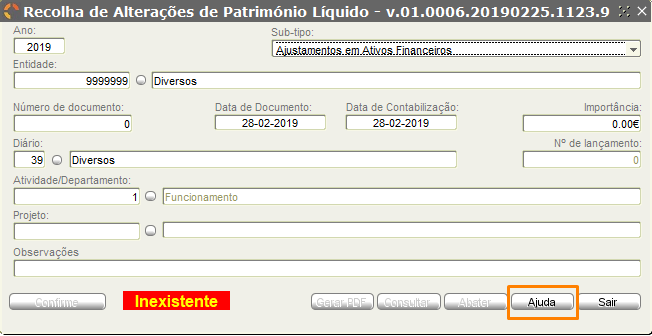 Recolha de Alterações de Património Líquido - v.01.0006.20190225.1123.9
Ano: Sub-tipo:
2019 Ajustamentos em Ativos Financeiros
Entidade:
9999999 Diversos
Número de documento: Data de Documento: Data de Contabilização: Importância:
0 28-02-2019 28-02-2019 0.00€
Diário: Nº de lançamento:
39 Diversos 0
Atividade/Departamento:
1 Funcionamento
Projeto:
Observações
Confirme Inexistente Gerar PDF Consultar Abater Ajuda Sair